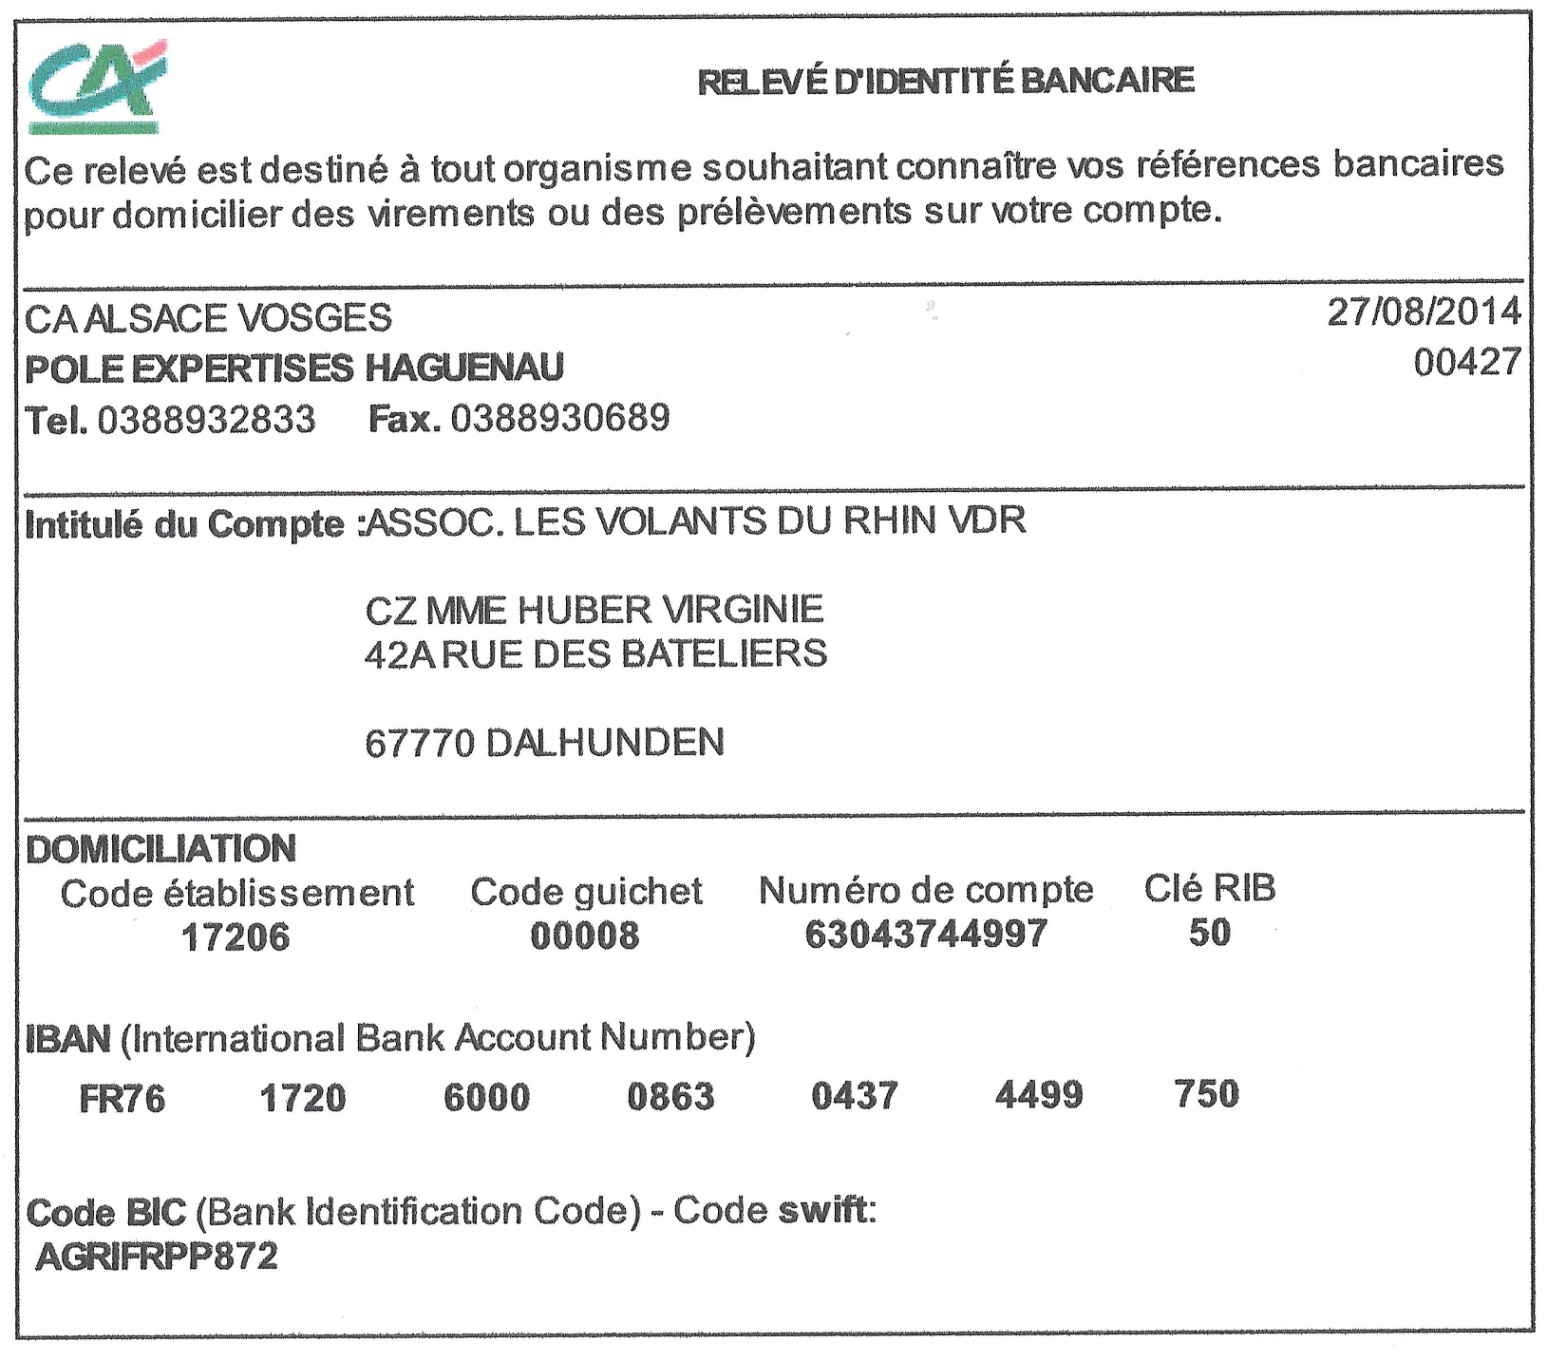 CA
RELEVÉ D'IDENTITÉ BANCAIRE
Ce relevé est destiné à tout organisme souhaitant connaître vos références bancaires
pour domicilier des virements ou des prélèvements sur votre compte.
CA ALSACE VOSGES 27/08/2014
POLE EXPERTISES HAGUENAU 00427
Tel. 0388932833 Fax. 0388930689
Intitulé du Compte :ASSOC. LES VOLANTS DU RHIN VDR
CZ MME HUBER VIRGINIE
42A RUE DES BATELIERS
67770 DALHUNDEN
DOMICILIATION
Code établissement Code guichet Numéro de compte Clé RIB
17206 00008 63043744997 50
IBAN (International Bank Account Number)
FR76 1720 6000 0863 0437 4499 750
Code BIC (Bank Identification Code) - Code swift:
AGRIFRPP872